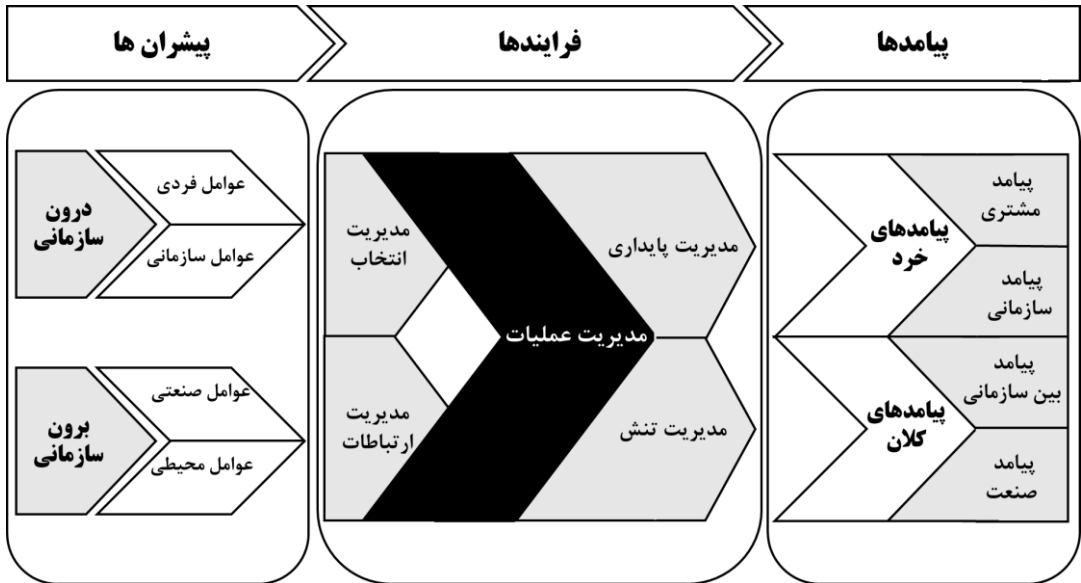 پیشران ها
فرایندها
پیامدها
درون
سازمانی
عوامل فردی
عوامل سازمانی
برون
سازمانی
عوامل صنعتی
عوامل محیطی
مدیریت
انتخاب
مدیریت
ارتباطات
مدیریت عملیات
مدیریت پایداری
مدیریت تنش
پیامدهای
خرد
پیامد
مشتری
پیامد
سازمانی
پیامدهای
کلان
پیامد
بین سازمانی
پیامد
صنعت